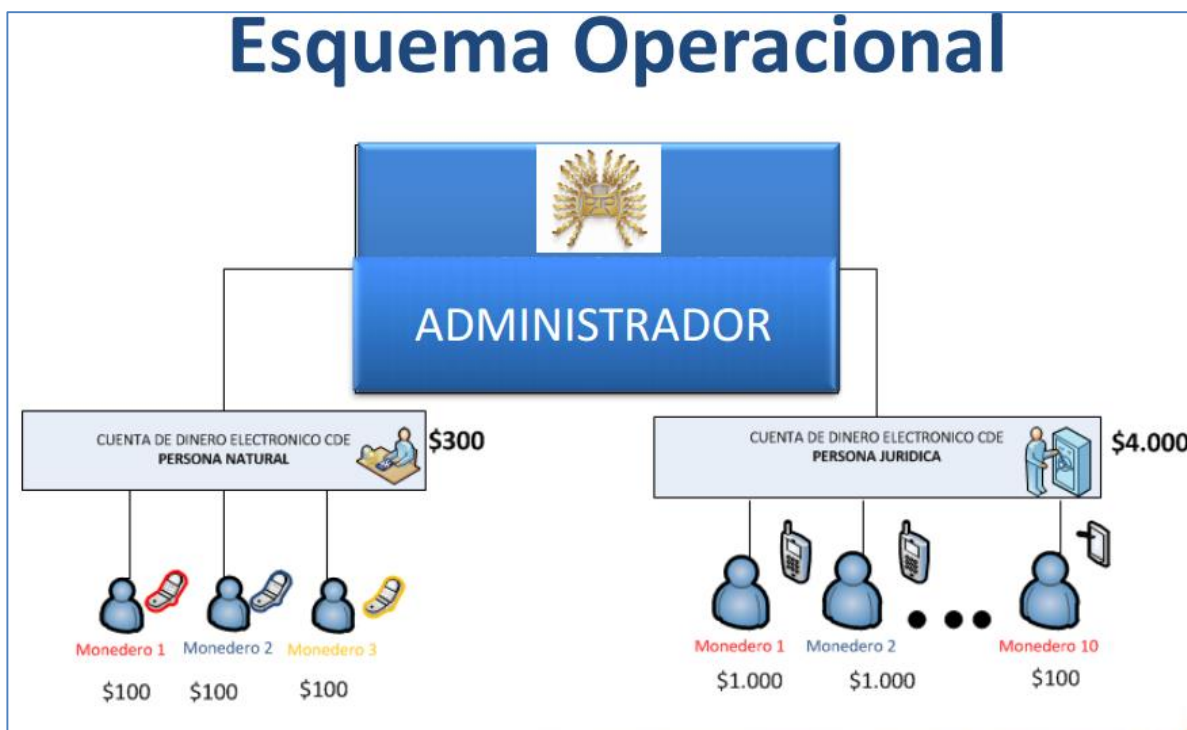 Esquema Operacional
ADMINISTRADOR
CUENTA DE DINERO ELECTRONICO CDE
PERSONA NATURAL
$300
CUENTA DE DINERO ELECTRONICO CDE
PERSONA JURIDICA
$4.000
Monedero 1
Monedero 2
Monedero 3
$100
$100
$100
Monedero 1
Monedero 2
Monedero 10
$1.000
$1.000
$100